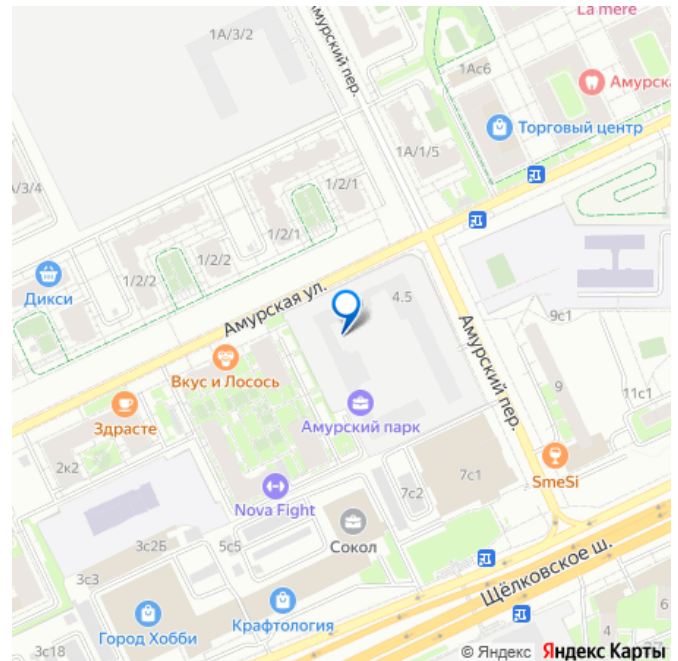 La mere
1А/3/2
Амурский пер.
1Ас6
Амурска
Торговый центр
1А/1/5
/3/4
1/2/1
1/2/1
1/2/2
1/2/2
Дикси
Амурская ул.
4.5
9с1
Амурский пер.
Вкус и Лосось
9
11с1
Здрасте
Амурский парк
2к2
7с1
SmeSi
7с2
Nova Fight
Сокол
3с2Б
5с5
3с3
Щёлковское ш.
Крафтология
Город Хобби
6
4
27
3с18
© Яндекс Яндекс Карты